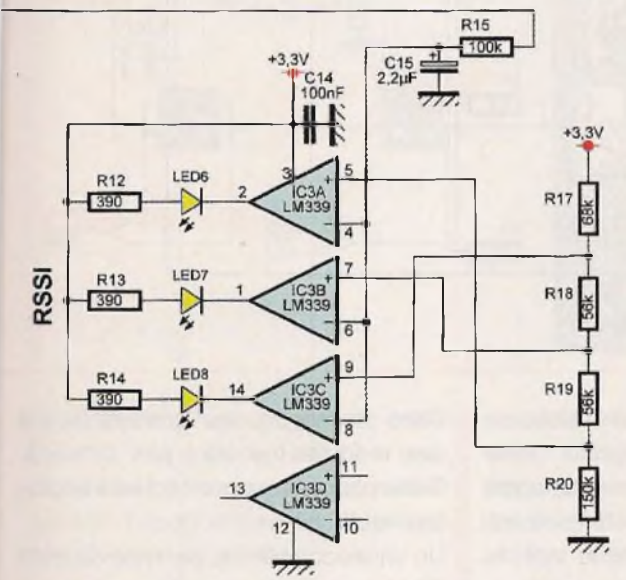 R15
100k
+3,3V
C15
2,2µF
+
C14
100nF
+3,3V
R12
390
LED6
2
3
IC3A
LM339
+
5
−
4
R17
68k
R13
390
LED7
1
IC3B
LM339
+
7
−
6
R18
56k
RSSI
R14
390
LED8
14
IC3C
LM339
+
9
−
8
R19
56k
13
IC3D
LM339
+
11
−
10
12
R20
150k